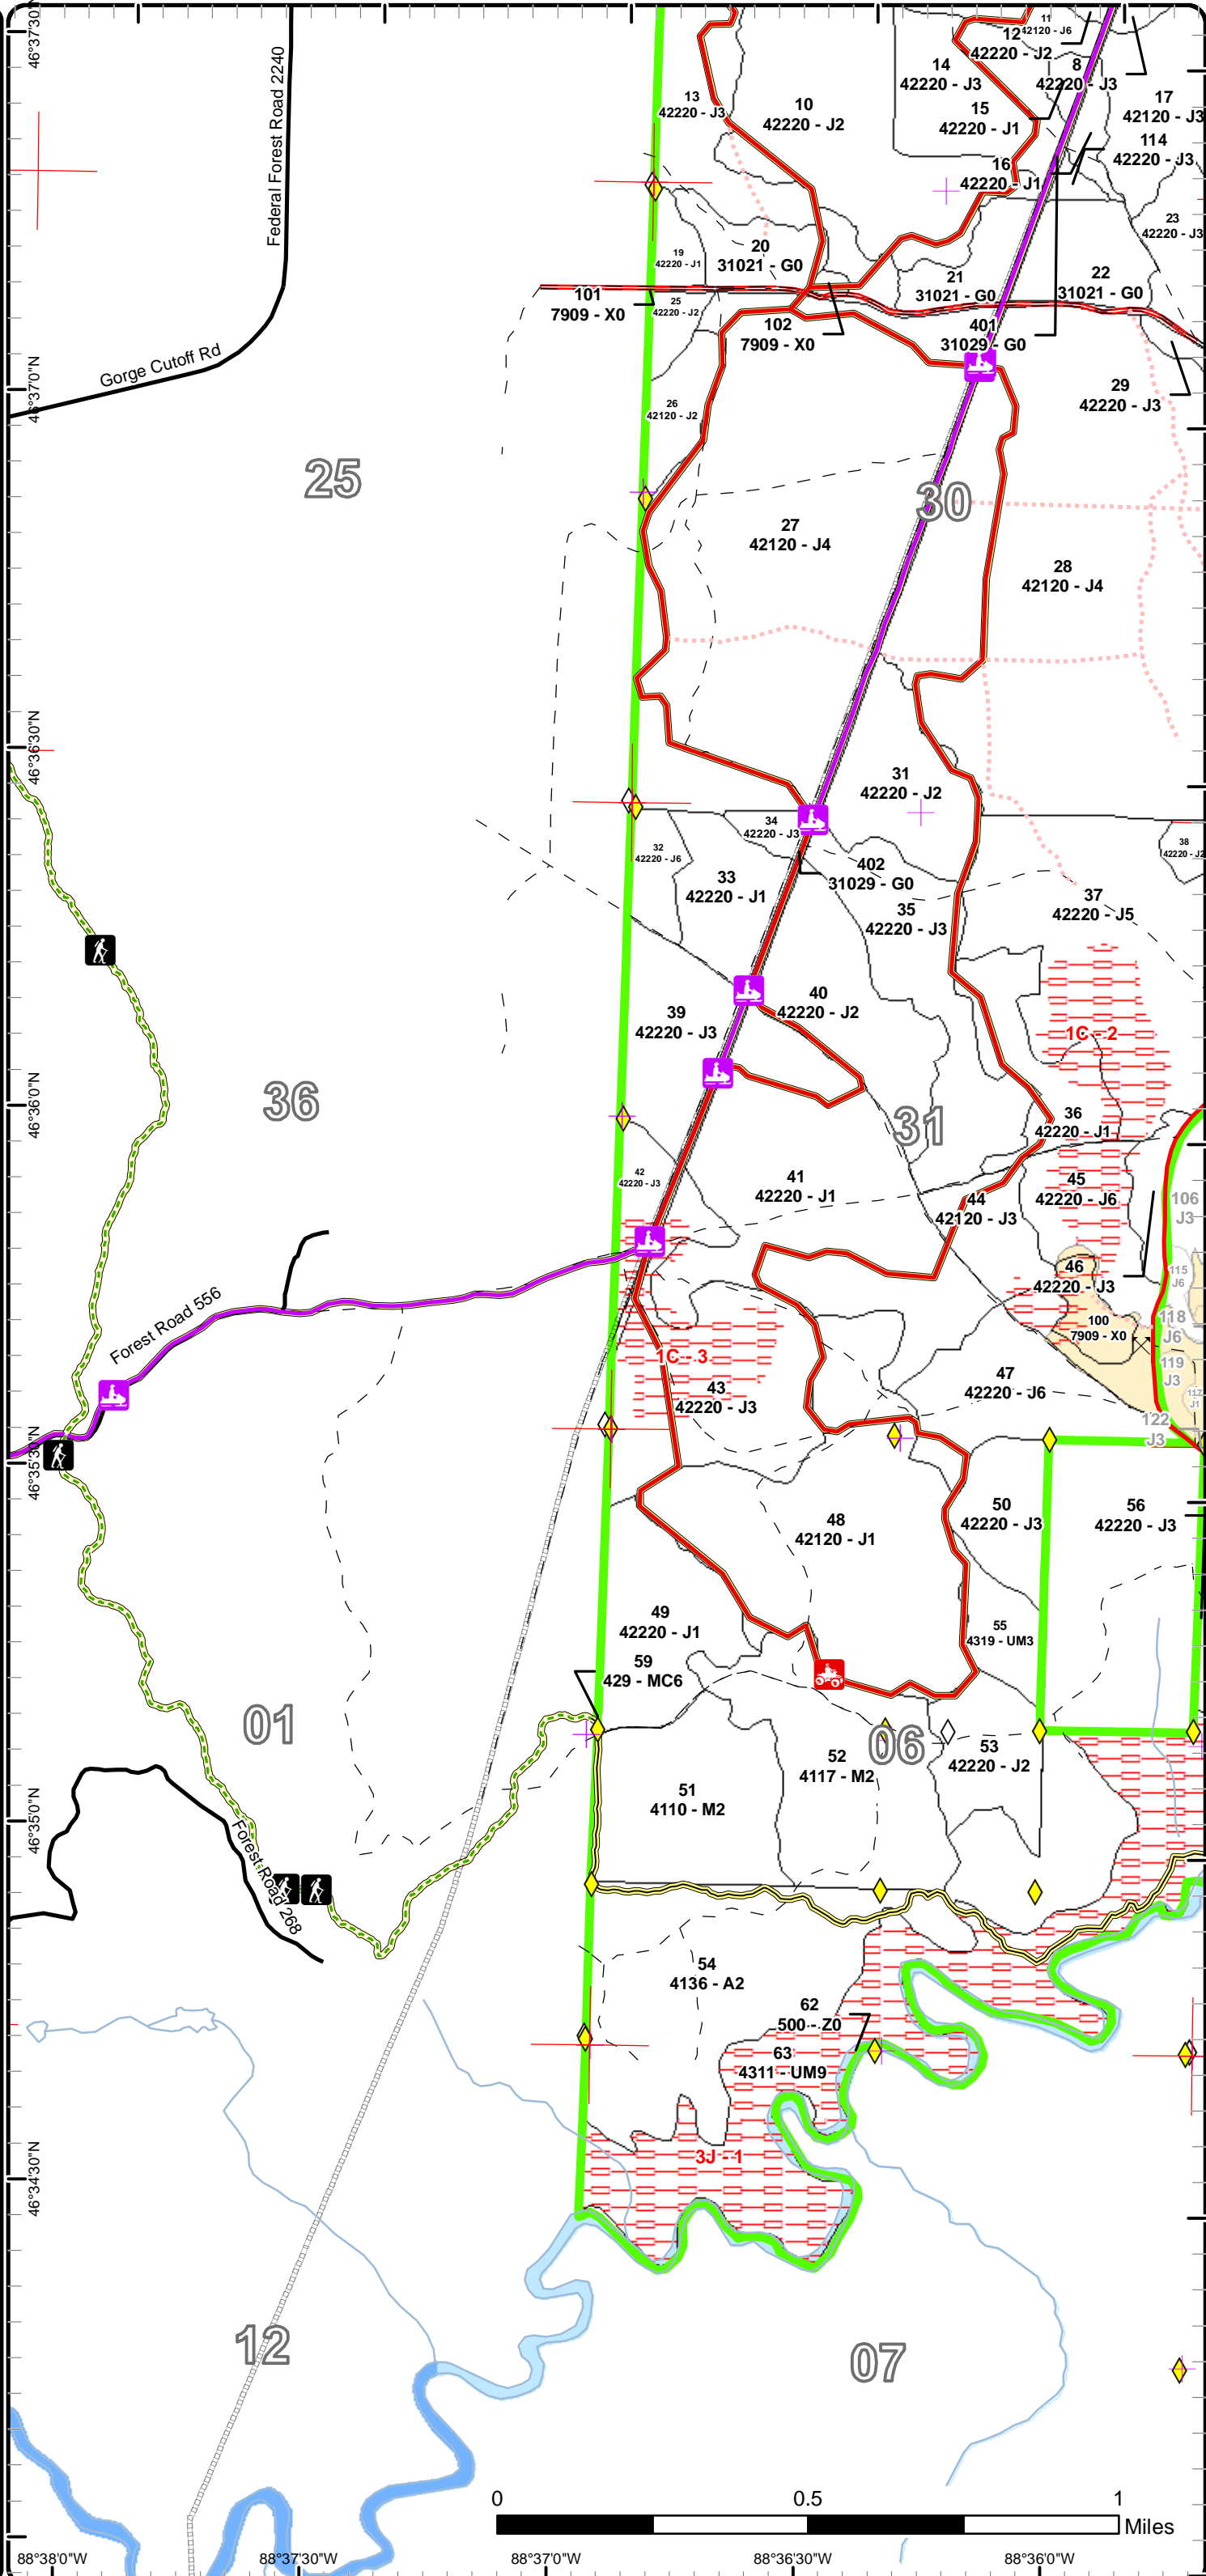 46°37'30"N
Federal Forest Road 2240
11
42120 - J6
12
42220 - J2
14
42220 - J3
8
42220 - J3
13
42220 - J3
10
42220 - J2
17
42120 - J3
15
42220 - J1
114
42220 - J3
16
42220 - J1
23
42220 - J3
20
31021 - G0
19
42220 - J1
21
31021 - G0
22
31021 - G0
101
7909 - X0
25
42220 - J2
102
7909 - X0
401
31029 - G0
Gorge Cutoff Rd
46°37'0"N
29
42220 - J3
26
42120 - J2
25
30
27
42120 - J4
28
42120 - J4
46°36'30"N
31
42220 - J2
34
42220 - J3
32
42220 - J6
38
42220 - J2
33
42220 - J1
402
31029 - G0
37
42220 - J5
35
42220 - J3
40
42220 - J2
39
42220 - J3
1C - 2
36
46°36'0"N
31
36
42220 - J1
42
42220 - J3
41
42220 - J1
44
42120 - J3
45
42220 - J6
106
J3
46
42220 - J3
115
J6
Forest Road 556
118
J6
100
7909 - X0
1C - 3
119
J3
43
42220 - J3
47
42220 - J6
117
J1
122
J3
46°35'30"N
48
42120 - J1
50
42220 - J3
56
42220 - J3
49
42220 - J1
55
4319 - UM3
59
429 - MC6
01
06
52
4117 - M2
53
42220 - J2
51
4110 - M2
46°35'0"N
Forest Road 268
54
4136 - A2
62
500 - Z0
63
4311 - UM9
3J - 1
46°34'30"N
12
07
0
0.5
1
Miles
88°38'0"W
88°37'30"W
88°37'0"W
88°36'30"W
88°36'0"W